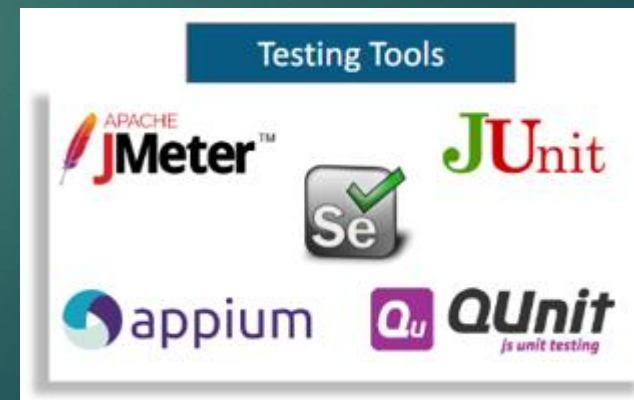 Testing Tools
APACHE
JMeter™
JUnit
Se
appium
Qu QUnit
js unit testing